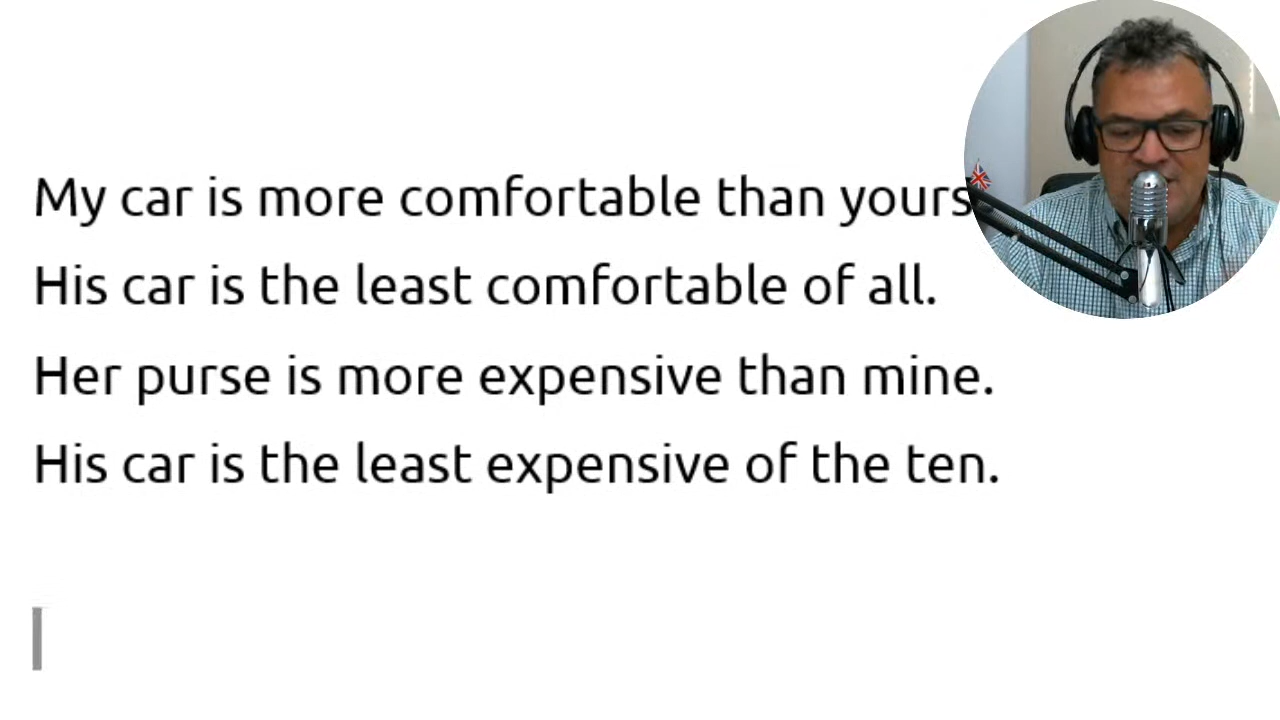 My car is more comfortable than yours
His car is the least comfortable of all.
Her purse is more expensive than mine.
His car is the least expensive of the ten.